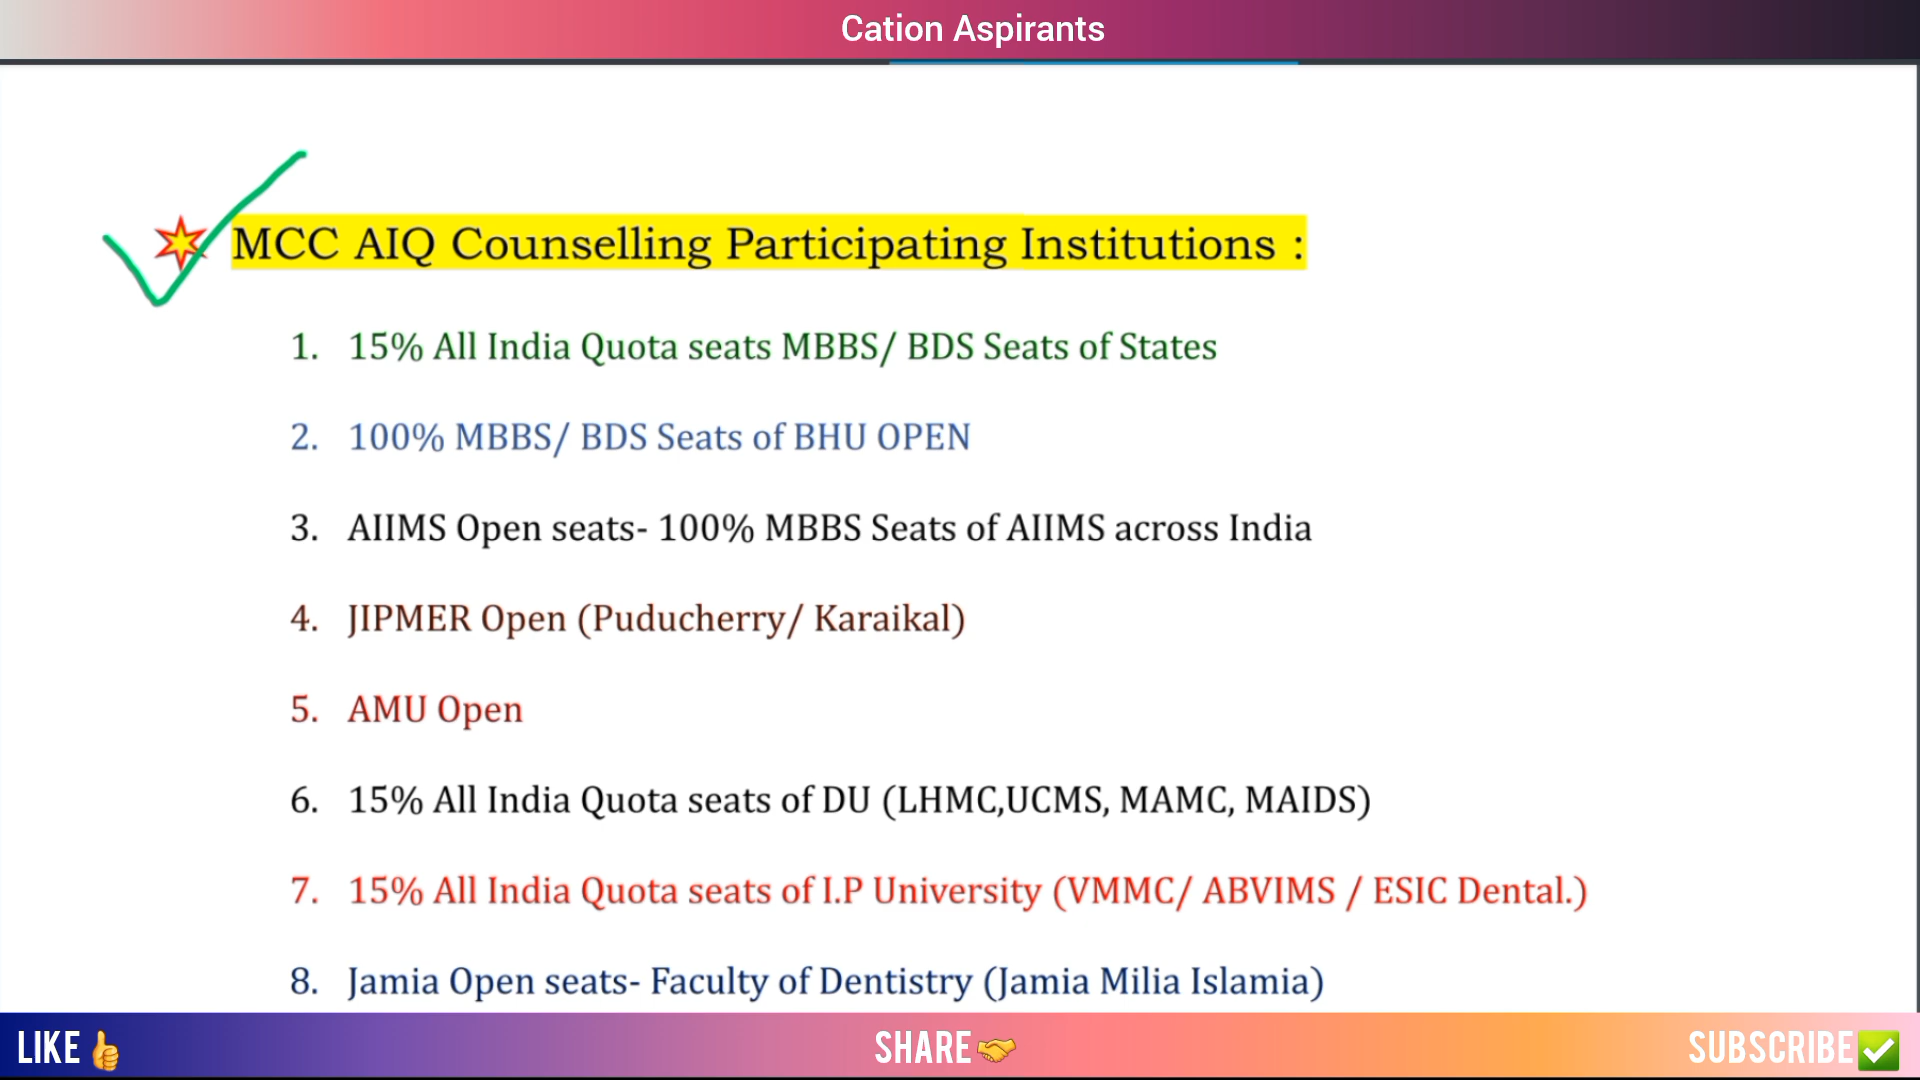 Cation Aspirants
MCC AIQ Counselling Participating Institutions :
1. 15% All India Quota seats MBBS/ BDS Seats of States
2. 100% MBBS/ BDS Seats of BHU OPEN
3. AIIMS Open seats- 100% MBBS Seats of AIIMS across India
4. JIPMER Open (Puducherry/ Karaikal)
5. AMU Open
6. 15% All India Quota seats of DU (LHMC,UCMS, MAMC, MAIDS)
7. 15% All India Quota seats of I.P University (VMMC/ ABVIMS / ESIC Dental.)
8. Jamia Open seats- Faculty of Dentistry (Jamia Milia Islamia)
LIKE👍 SHARE🤝 SUBSCRIBE✅